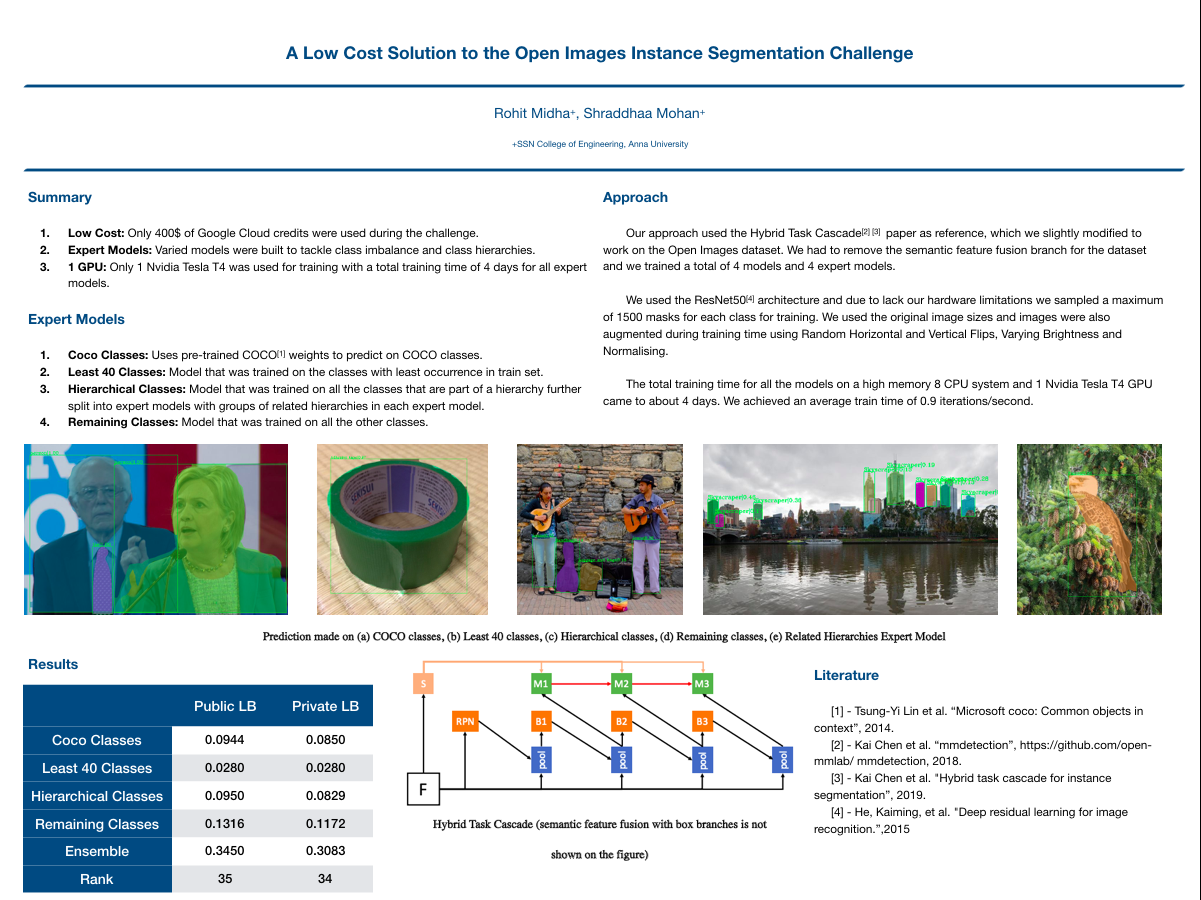 A Low Cost Solution to the Open Images Instance Segmentation Challenge
Rohit Midha+, Shraddhaa Mohan+
+SSN College of Engineering, Anna University
Summary
1. Low Cost: Only 400$ of Google Cloud credits were used during the challenge.
2. Expert Models: Varied models were built to tackle class imbalance and class hierarchies.
3. 1 GPU: Only 1 Nvidia Tesla T4 was used for training with a total training time of 4 days for all expert
models.
Expert Models
1. Coco Classes: Uses pre-trained COCO[1] weights to predict on COCO classes.
2. Least 40 Classes: Model that was trained on the classes with least occurrence in train set.
3. Hierarchical Classes: Model that was trained on all the classes that are part of a hierarchy further
split into expert models with groups of related hierarchies in each expert model.
4. Remaining Classes: Model that was trained on all the other classes.
Approach
Our approach used the Hybrid Task Cascade[2] [3] paper as reference, which we slightly modified to
work on the Open Images dataset. We had to remove the semantic feature fusion branch for the dataset
and we trained a total of 4 models and 4 expert models.
We used the ResNet50[4] architecture and due to lack our hardware limitations we sampled a maximum
of 1500 masks for each class for training. We used the original image sizes and images were also
augmented during training time using Random Horizontal and Vertical Flips, Varying Brightness and
Normalising.
The total training time for all the models on a high memory 8 CPU system and 1 Nvidia Tesla T4 GPU
came to about 4 days. We achieved an average train time of 0.9 iterations/second.
Prediction made on (a) COCO classes, (b) Least 40 classes, (c) Hierarchical classes, (d) Remaining classes, (e) Related Hierarchies Expert Model
Results
Public LB Private LB
Coco Classes 0.0944 0.0850
Least 40 Classes 0.0280 0.0280
Hierarchical Classes 0.0950 0.0829
Remaining Classes 0.1316 0.1172
Ensemble 0.3450 0.3083
Rank 35 34
S M1 M2 M3
RPN B1 B2 B3
pool pool pool pool
F
Hybrid Task Cascade (semantic feature fusion with box branches is not
shown on the figure)
Literature
[1] - Tsung-Yi Lin et al. “Microsoft coco: Common objects in
context”, 2014.
[2] - Kai Chen et al. “mmdetection”, https://github.com/open-
mmlab/ mmdetection, 2018.
[3] - Kai Chen et al. "Hybrid task cascade for instance
segmentation”, 2019.
[4] - He, Kaiming, et al. "Deep residual learning for image
recognition.”,2015